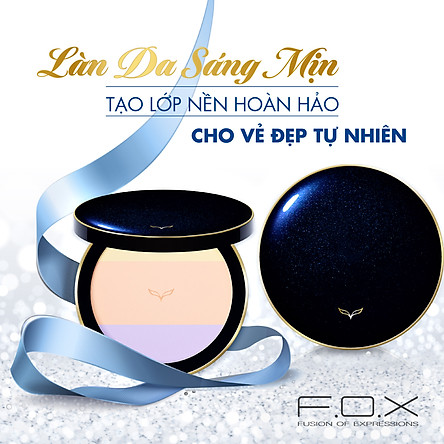 Làn Da Sáng Mịn
TẠO LỚP NỀN HOÀN HẢO
CHO VẺ ĐẸP TỰ NHIÊN
F.O.X
FUSION OF EXPRESSIONS